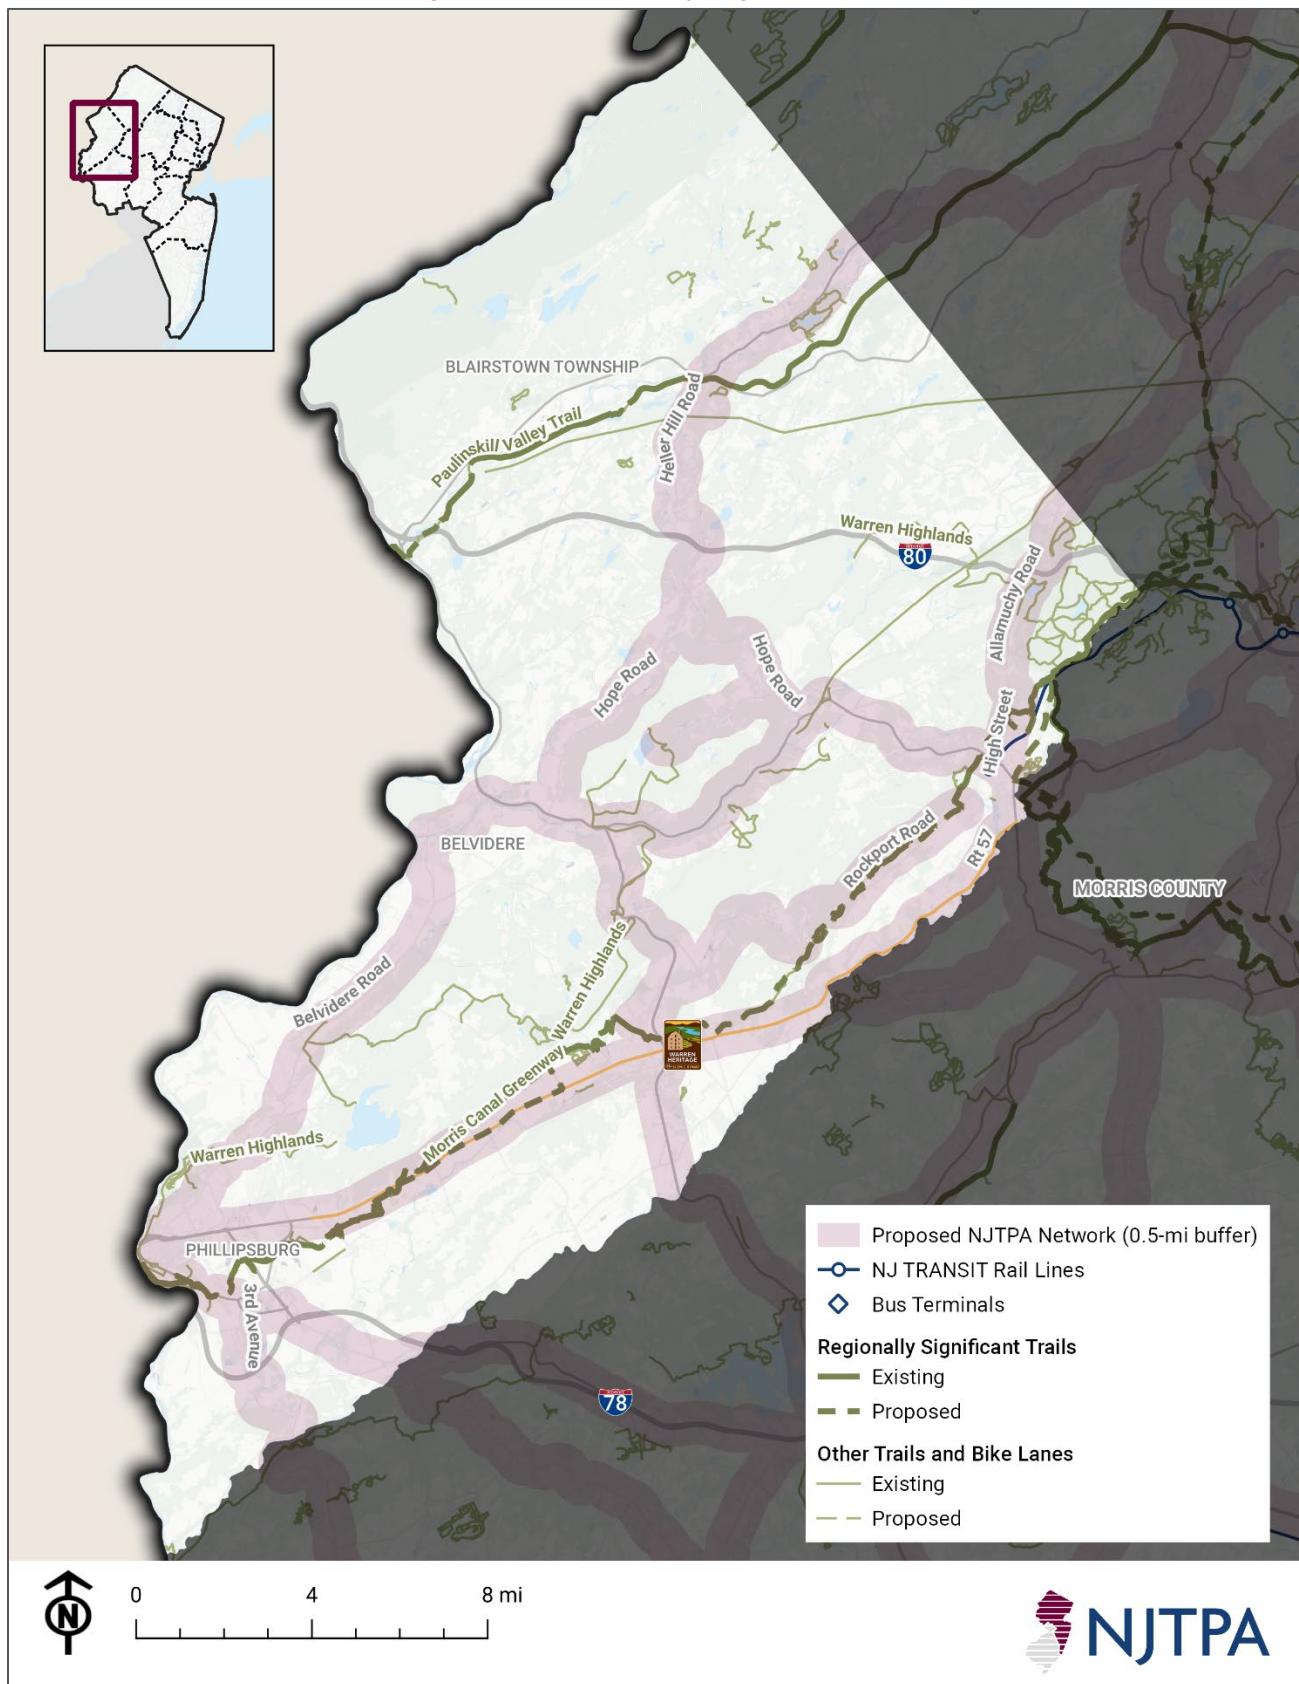 BLAIRSTOWN TOWNSHIP
Heller Hill Road
Paulinskill Valley Trail
Warren Highlands
80
Allamuchy Road
Hope Road
Hope Road
High Street
BELVIDERE
Rockport Road
Rt 57
MORRIS COUNTY
Warren Highlands
Belvidere Road
WARREN
HERITAGE
Morris Canal Greenway
Warren Highlands
PHILLIPSBURG
3rd Avenue
78
Proposed NJTPA Network (0.5-mi buffer)
NJ TRANSIT Rail Lines
Bus Terminals
Regionally Significant Trails
Existing
Proposed
Other Trails and Bike Lanes
Existing
Proposed
N
0 4 8 mi
NJTPA